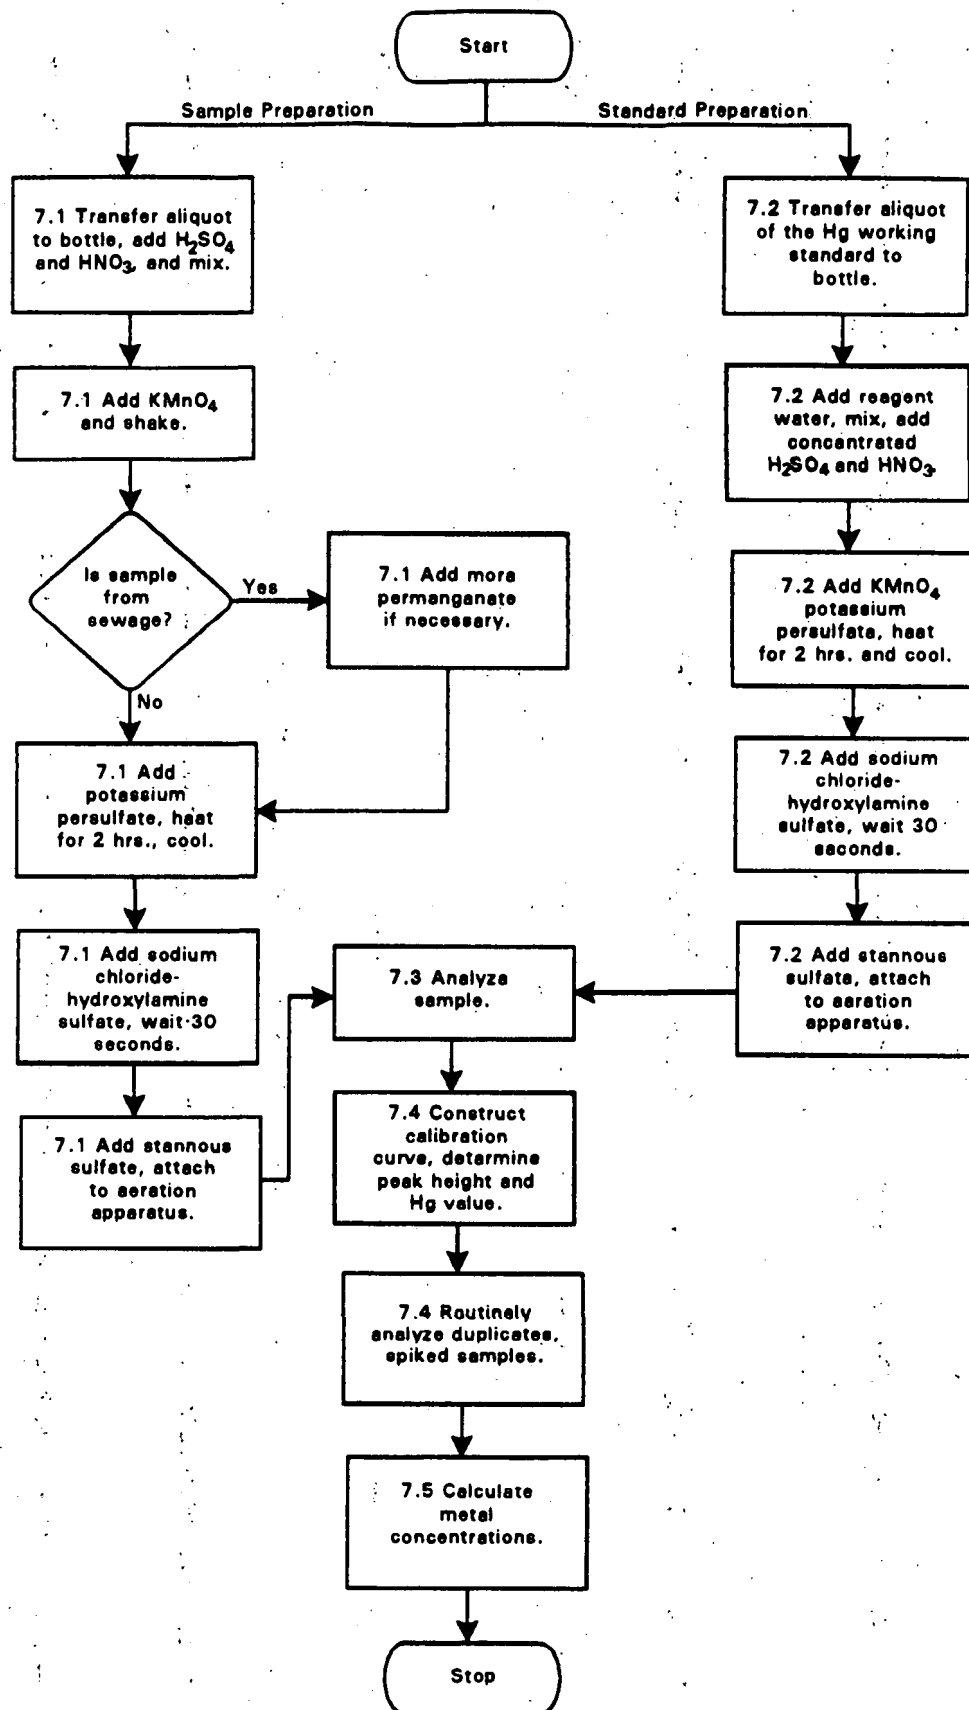 Start
Sample Preparation
Standard Preparation
7.1 Transfer aliquot
to bottle, add H₂SO₄
and HNO₃, and mix.
7.1 Add KMnO₄
and shake.
Is sample
from
sewage?
Yes
7.1 Add more
permanganate
if necessary.
No
7.1 Add
potassium
persulfate, heat
for 2 hrs., cool.
7.1 Add sodium
chloride-
hydroxylamine
sulfate, wait 30
seconds.
7.1 Add stannous
sulfate, attach
to aeration
apparatus.
7.2 Transfer aliquot
of the Hg working
standard to
bottle.
7.2 Add reagent
water, mix, add
concentrated
H₂SO₄ and HNO₃.
7.2 Add KMnO₄
potassium
persulfate, heat
for 2 hrs. and cool.
7.2 Add sodium
chloride-
hydroxylamine
sulfate, wait 30
seconds.
7.2 Add stannous
sulfate, attach
to aeration
apparatus.
7.3 Analyze
sample.
7.4 Construct
calibration
curve, determine
peak height and
Hg value.
7.4 Routinely
analyze duplicates,
spiked samples.
7.5 Calculate
metal
concentrations.
Stop